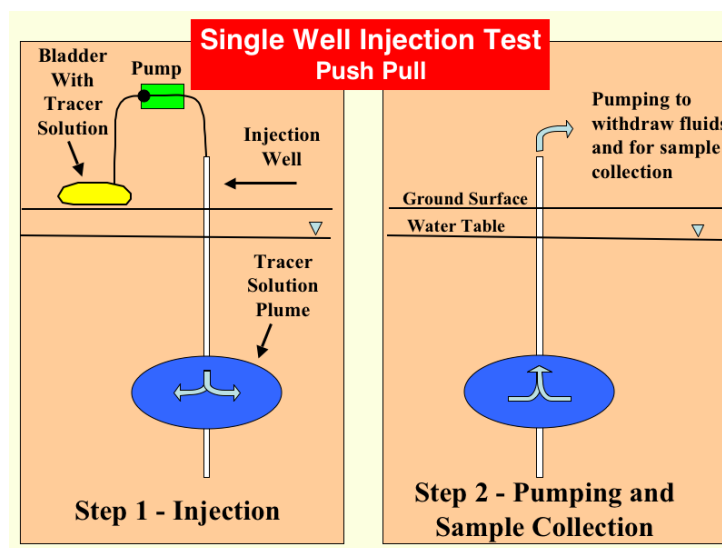 Single Well Injection Test
Push Pull
Bladder
With
Tracer
Solution
Pump
Injection
Well
Tracer
Solution
Plume
Step 1 - Injection
Pumping to
withdraw fluids
and for sample
collection
Ground Surface
Water Table
Step 2 - Pumping and
Sample Collection